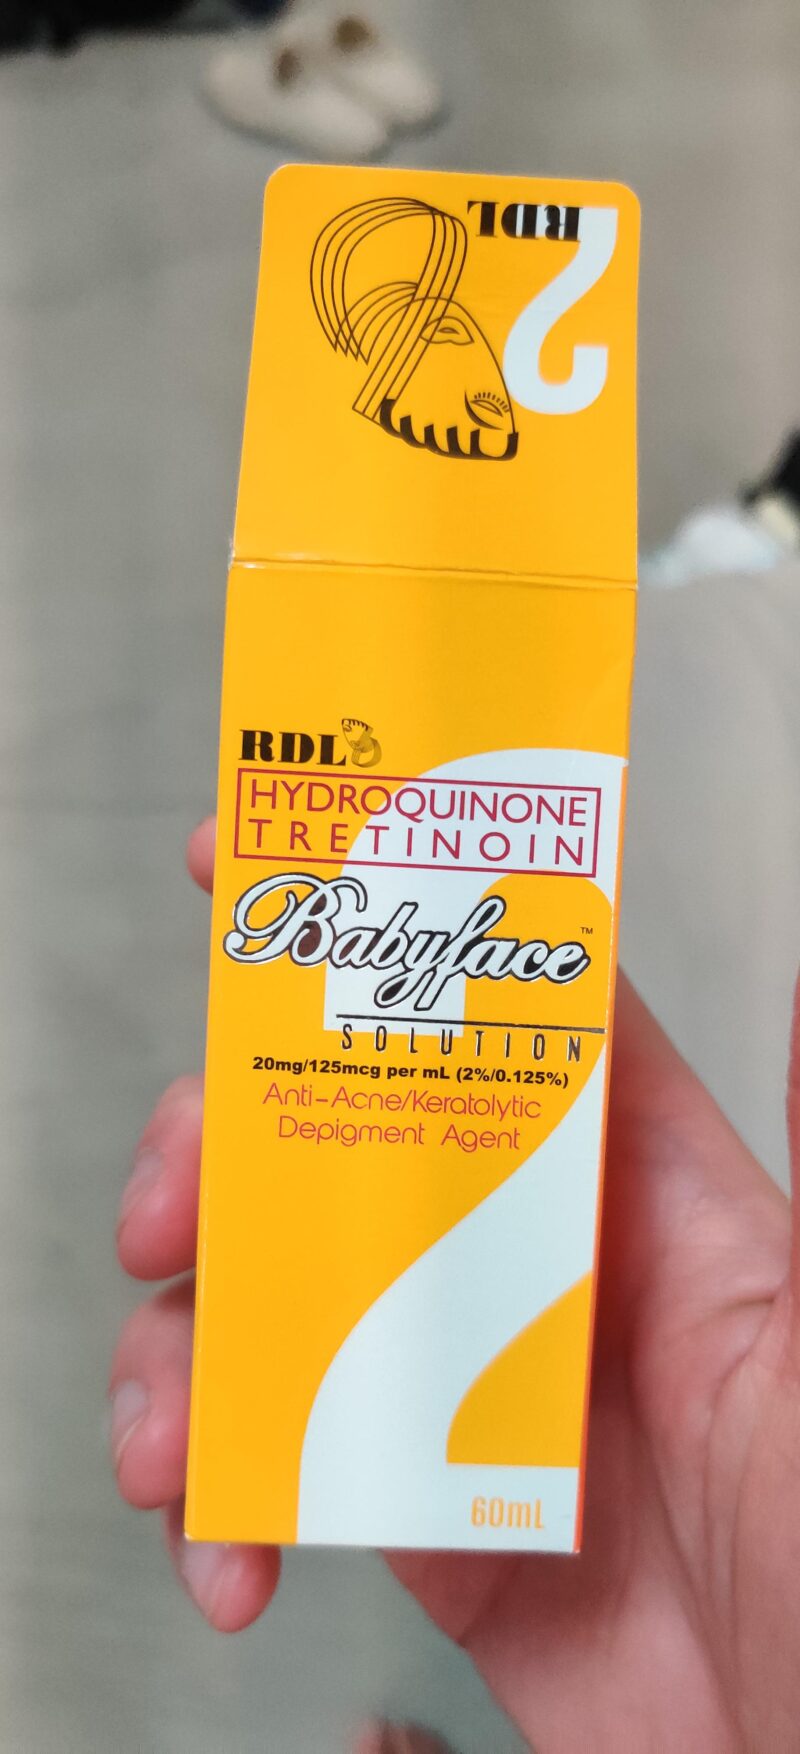 RDL
2
RDL
HYDROQUINONE
TRETINOIN
Babyface™
SOLUTION
20mg/125mcg per mL (2%/0.125%)
Anti-Acne/Keratolytic
Depigment Agent
2
60mL